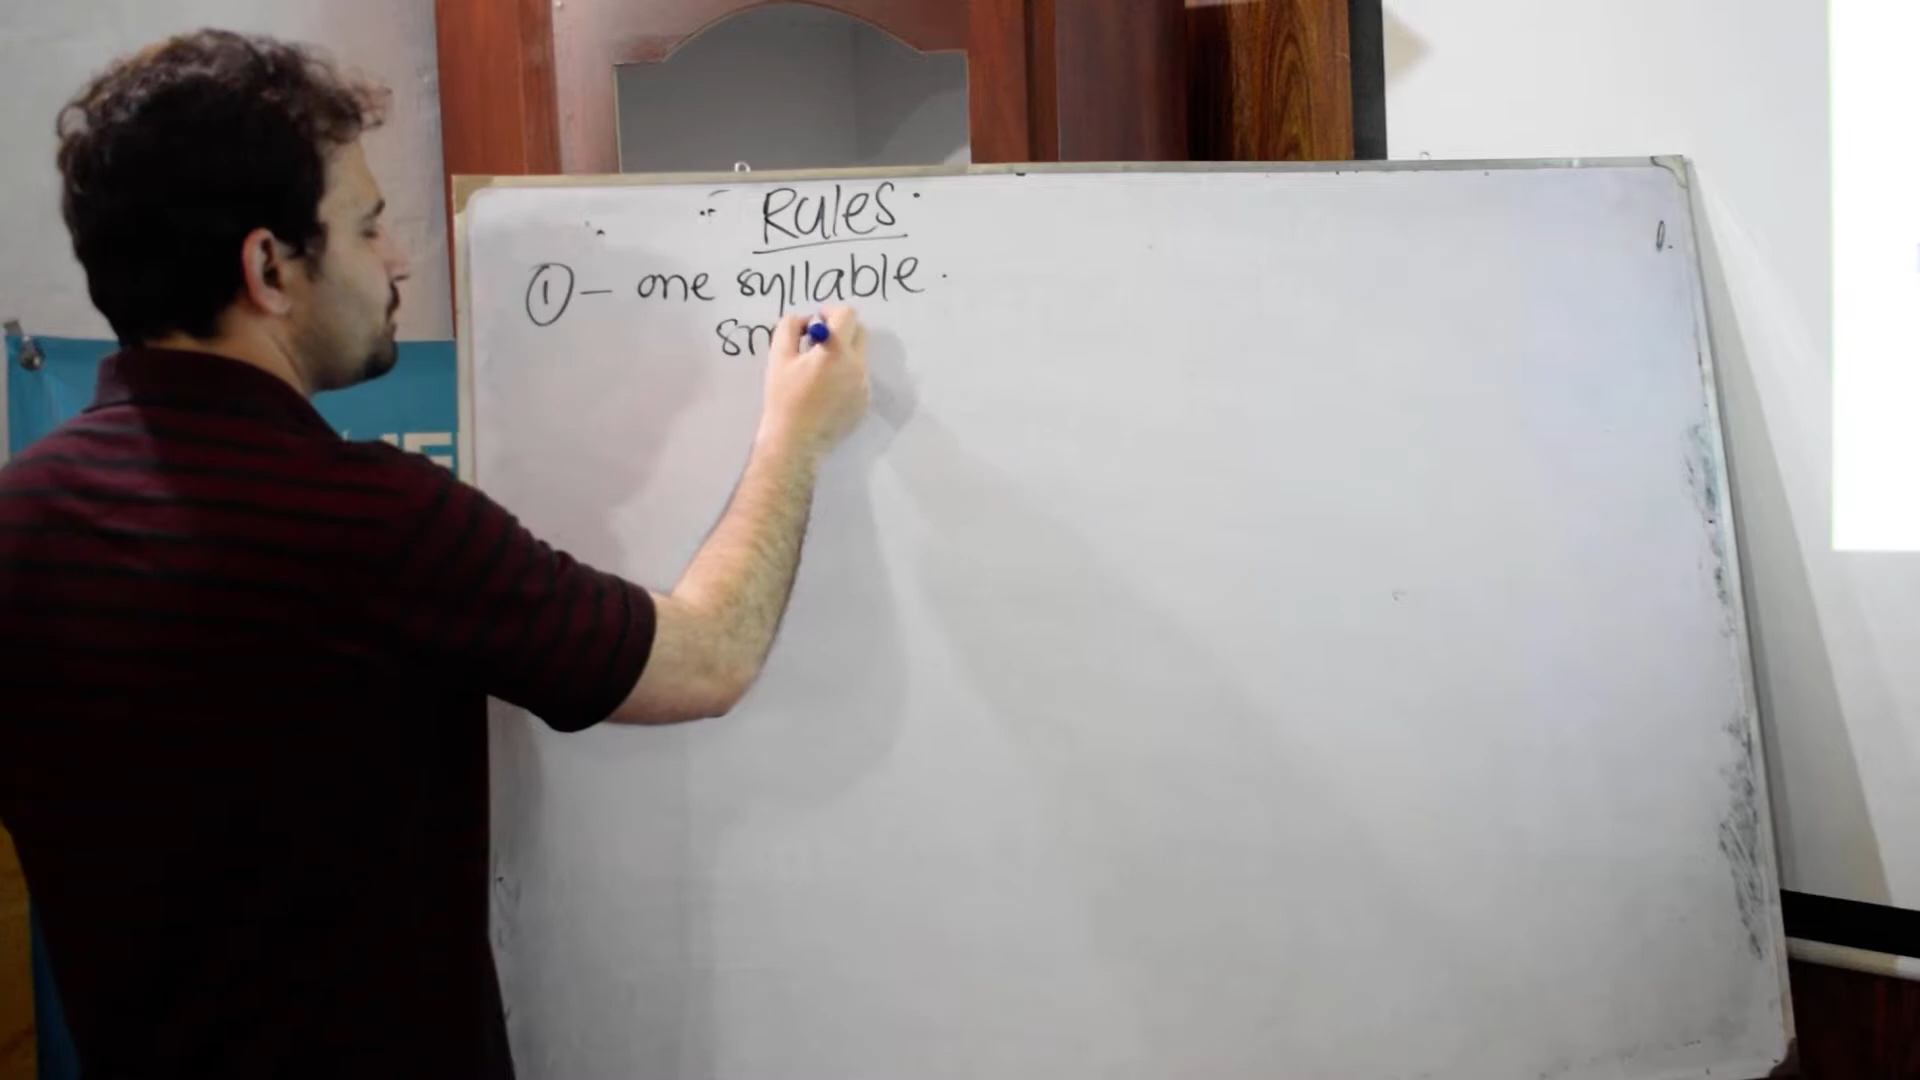 Rules
① - one syllable.
sm